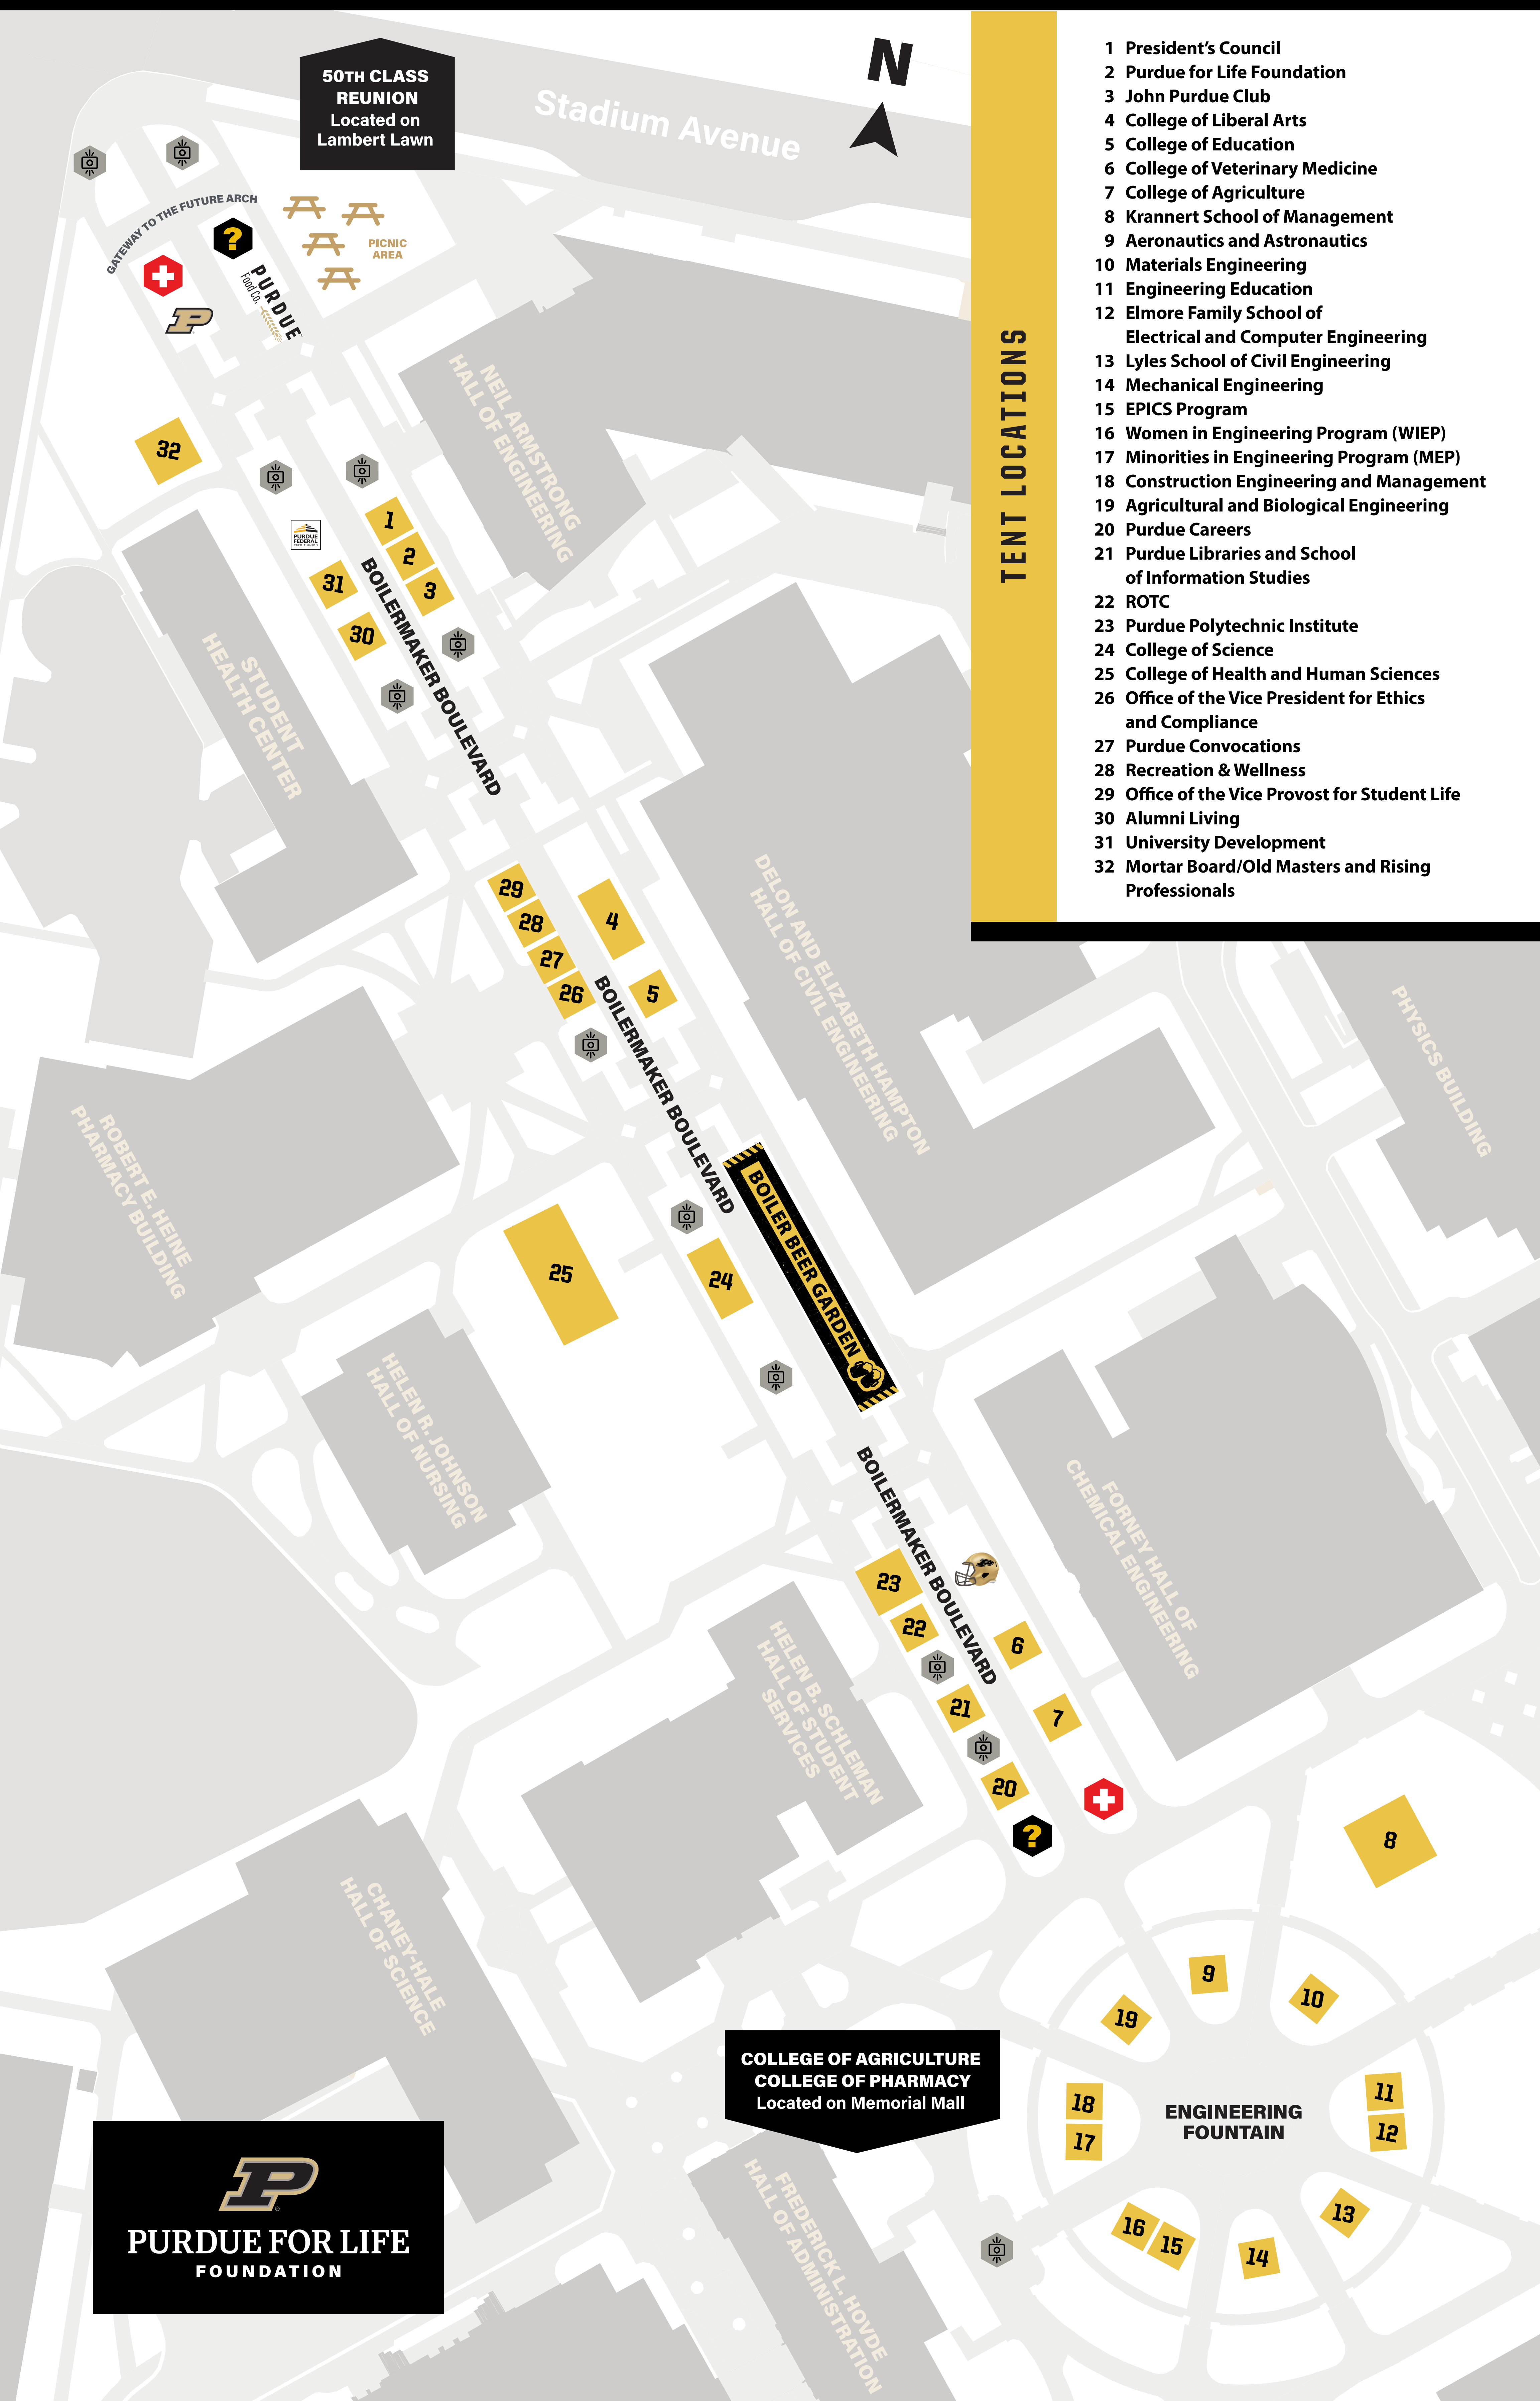 50TH CLASS
REUNION
Located on
Lambert Lawn
Stadium Avenue
N
GATEWAY TO THE FUTURE ARCH
?
PICNIC
AREA
PURDUE
Food Co.
P
NEIL ARMSTRONG
HALL OF ENGINEERING
32
1
2
3
PURDUE
FEDERAL
31
30
BOILERMAKER BOULEVARD
STUDENT
HEALTH CENTER
TENT LOCATIONS
1 President's Council
2 Purdue for Life Foundation
3 John Purdue Club
4 College of Liberal Arts
5 College of Education
6 College of Veterinary Medicine
7 College of Agriculture
8 Krannert School of Management
9 Aeronautics and Astronautics
10 Materials Engineering
11 Engineering Education
12 Elmore Family School of
Electrical and Computer Engineering
13 Lyles School of Civil Engineering
14 Mechanical Engineering
15 EPICS Program
16 Women in Engineering Program (WIEP)
17 Minorities in Engineering Program (MEP)
18 Construction Engineering and Management
19 Agricultural and Biological Engineering
20 Purdue Careers
21 Purdue Libraries and School
of Information Studies
22 ROTC
23 Purdue Polytechnic Institute
24 College of Science
25 College of Health and Human Sciences
26 Office of the Vice President for Ethics
and Compliance
27 Purdue Convocations
28 Recreation & Wellness
29 Office of the Vice Provost for Student Life
30 Alumni Living
31 University Development
32 Mortar Board/Old Masters and Rising
Professionals
29
28
27
26
4
5
BOILERMAKER BOULEVARD
DELON AND ELIZABETH HAMPTON
HALL OF CIVIL ENGINEERING
PHYSICS BUILDING
ROBERT E. HEINE
PHARMACY BUILDING
BOILER BEER GARDEN
25
24
HELEN R. JOHNSON
HALL OF NURSING
BOILERMAKER BOULEVARD
FORNEY HALL OF
CHEMICAL ENGINEERING
23
22
6
21
7
20
?
HELEN B. SCHLEMAN
HALL OF STUDENT
SERVICES
8
CHANEY-HALE
HALL OF SCIENCE
9
10
19
COLLEGE OF AGRICULTURE
COLLEGE OF PHARMACY
Located on Memorial Mall
18
17
ENGINEERING
FOUNTAIN
11
12
13
16
15
14
FREDERICK L. HOVDE
HALL OF ADMINISTRATION
P
PURDUE FOR LIFE
FOUNDATION